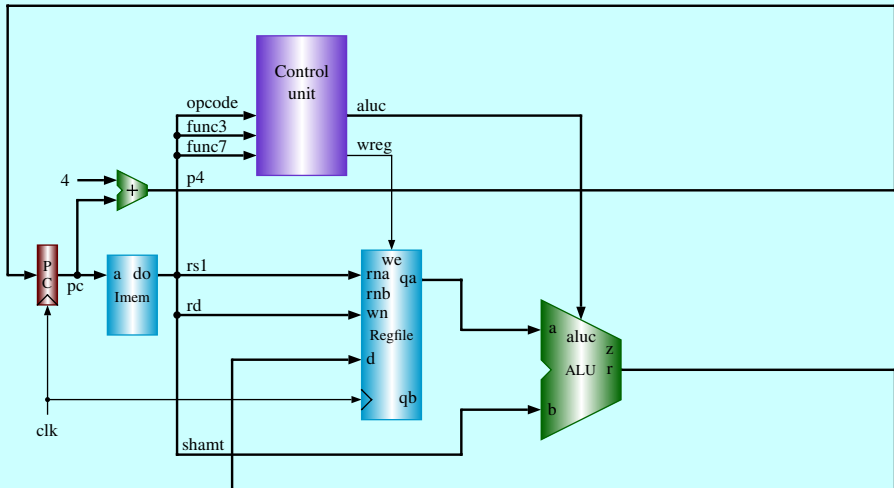 Control
unit
opcode
aluc
func3
func7
wreg
4
+
p4
P
C
pc
a do
Imem
rs1
we
rna qa
rnb
rd
wn
Regfile
d
qb
clk
shamt
a
aluc
z
ALU r
b